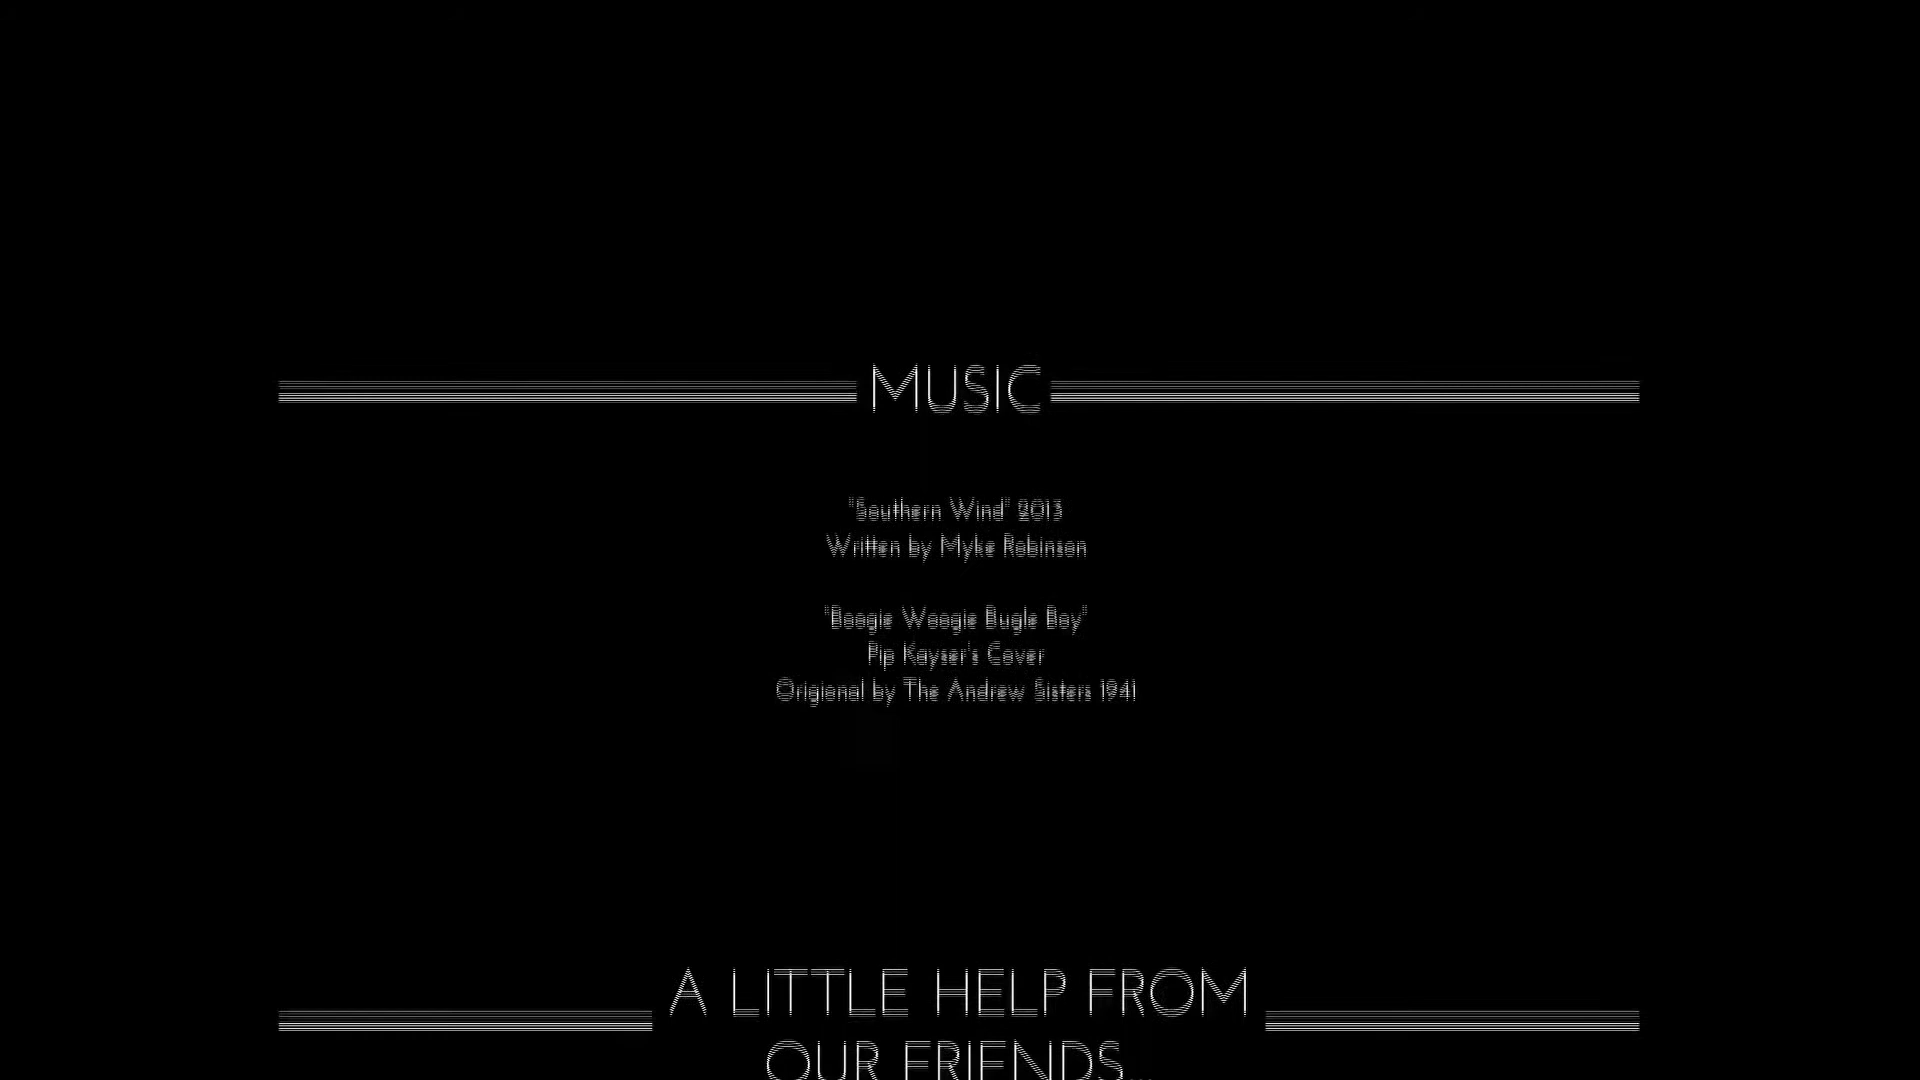 MUSIC
"Southern Wind" 2013
Written by Myke Robinson
"Boogie Woogie Bugle Boy"
Pip Kayser's Cover
Origional by The Andrew Sisters 1941
A LITTLE HELP FROM
OUR FRIENDS...